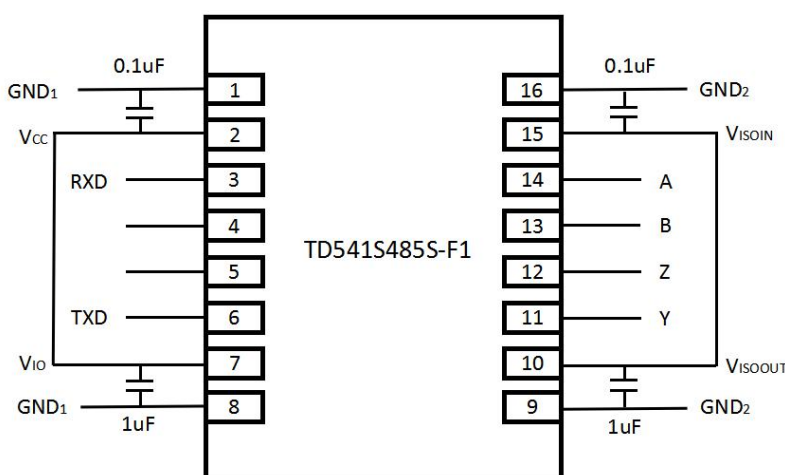 0.1uF 0.1uF
GND1 1 16 GND2
VCC 2 15 VISOIN
RXD 3 14 A
4 13 B
TD541S485S-F1
5 12 Z
TXD 6 11 Y
VIO 7 10 VISOOUT
GND1 8 9 GND2
1uF 1uF